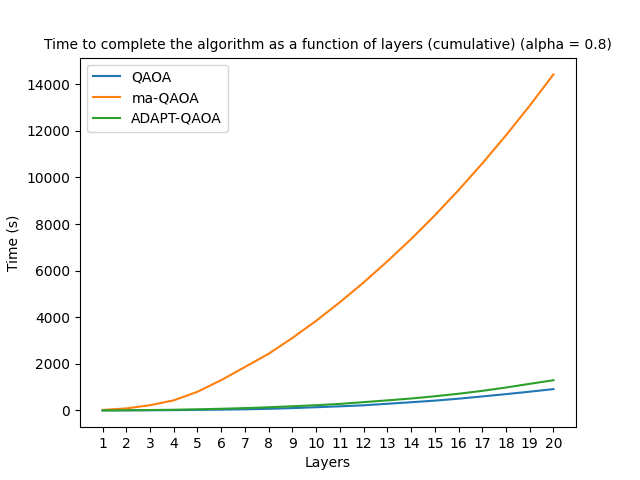 Time to complete the algorithm as a function of layers (cumulative) (alpha = 0.8)
QAOA
ma-QAOA
ADAPT-QAOA
14000
12000
10000
8000
6000
4000
2000
0
Time (s)
1 2 3 4 5 6 7 8 9 10 11 12 13 14 15 16 17 18 19 20
Layers